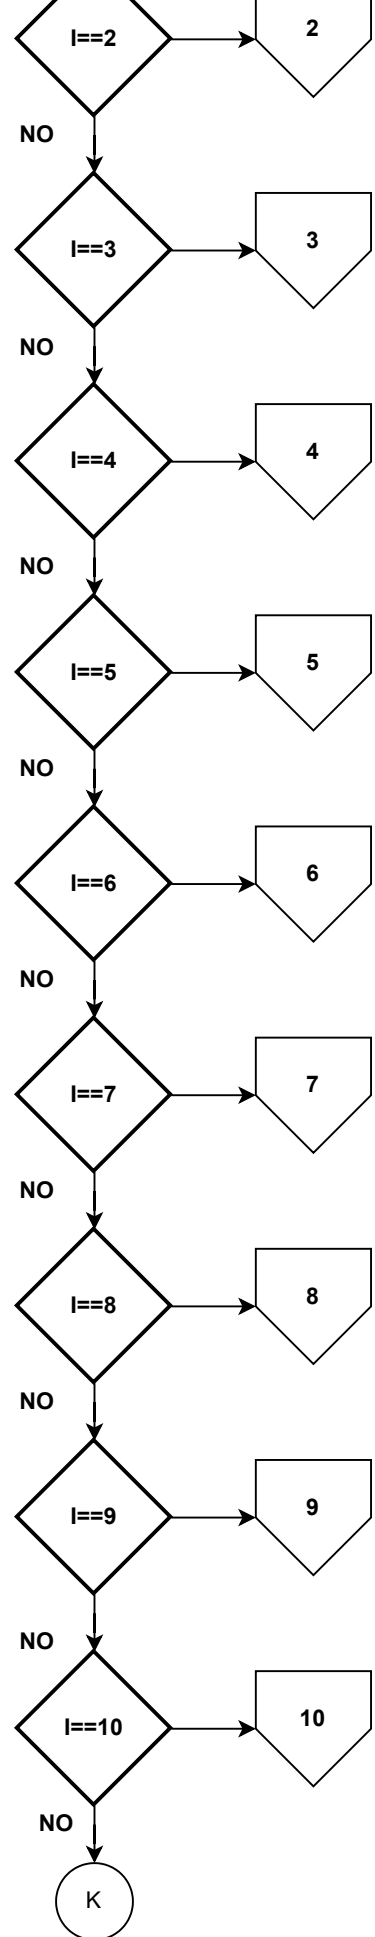 I==2
2
NO
I==3
3
NO
I==4
4
NO
I==5
5
NO
I==6
6
NO
I==7
7
NO
I==8
8
NO
I==9
9
NO
I==10
10
NO
K